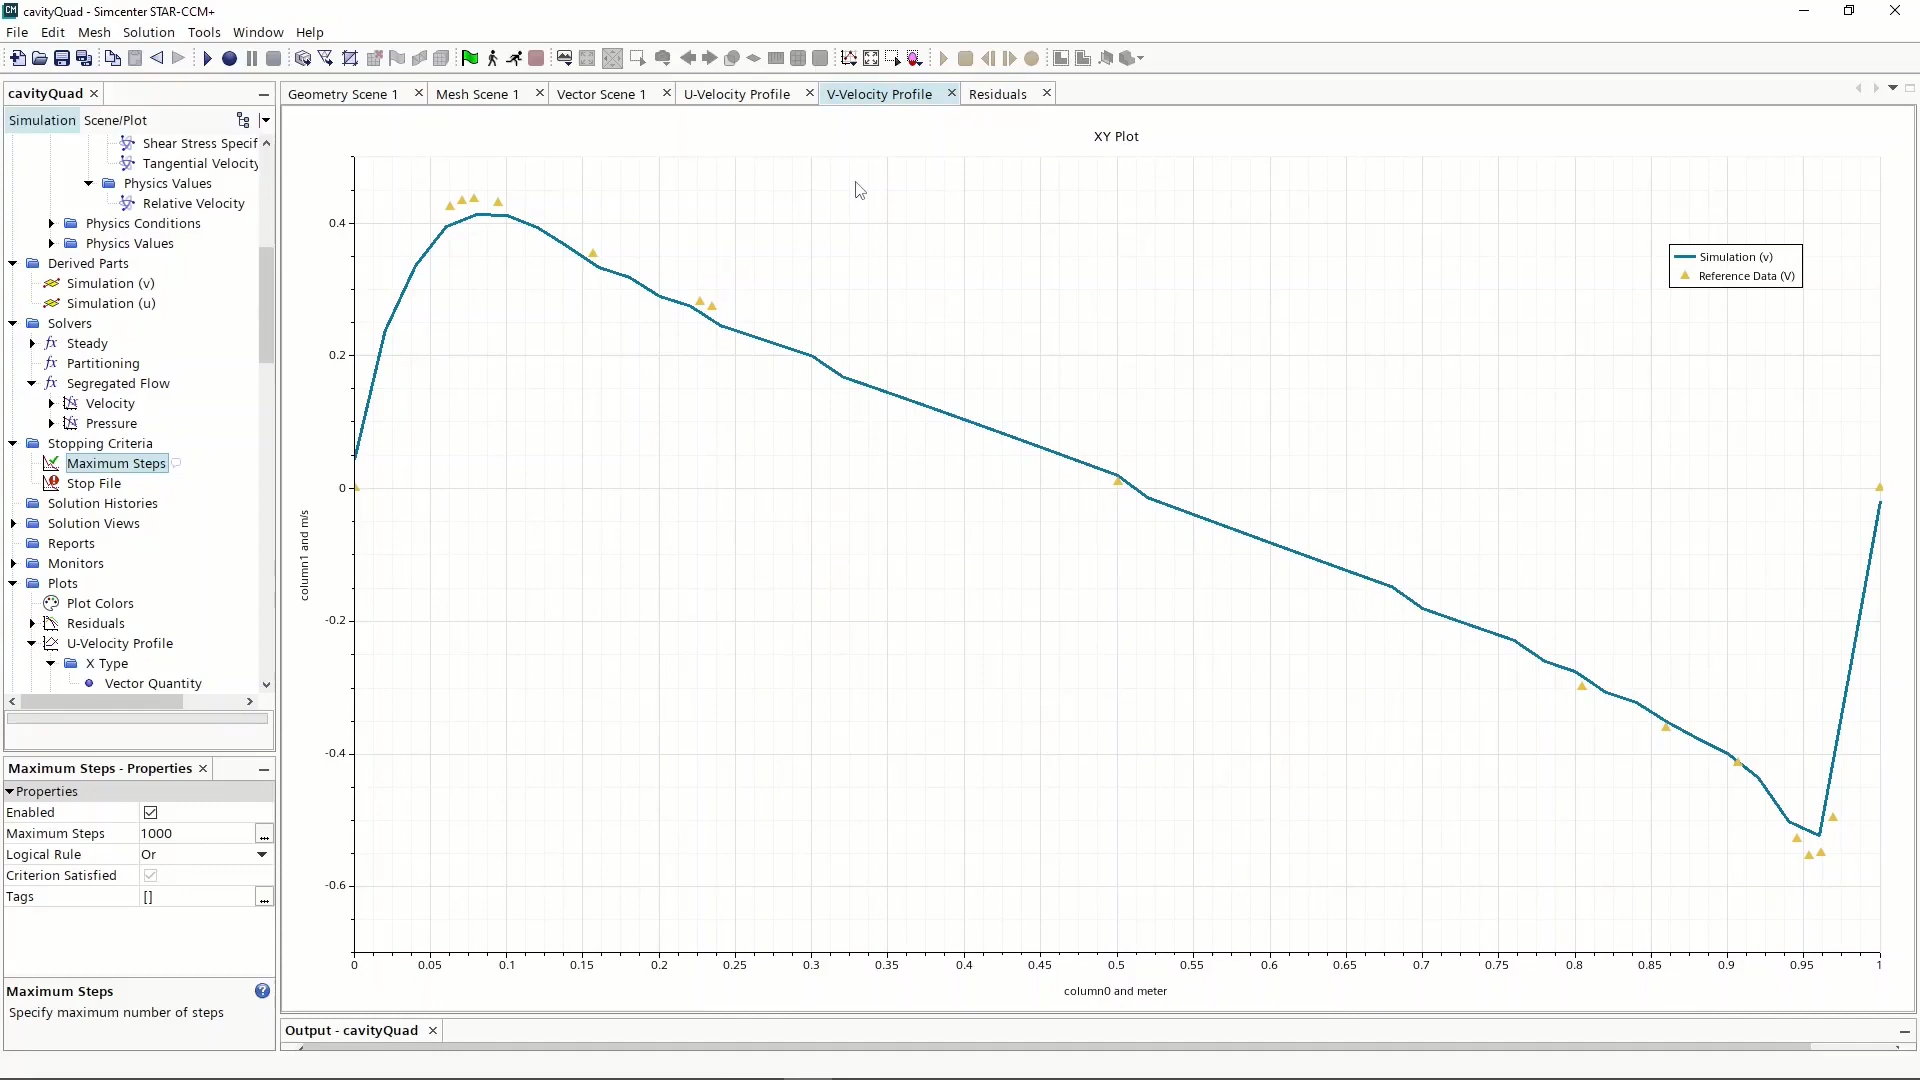 cavityQuad - Simcenter STAR-CCM+
File Edit Mesh Solution Tools Window Help
cavityQuad
Simulation Scene/Plot
Shear Stress Specif
Tangential Velocity
Physics Values
Relative Velocity
Physics Conditions
Physics Values
Derived Parts
Simulation (v)
Simulation (u)
Solvers
Steady
Partitioning
Segregated Flow
Velocity
Pressure
Stopping Criteria
Maximum Steps
Stop File
Solution Histories
Solution Views
Reports
Monitors
Plots
Plot Colors
Residuals
U-Velocity Profile
X Type
Vector Quantity
Maximum Steps - Properties
Properties
Enabled
Maximum Steps 1000 ...
Logical Rule Or
Criterion Satisfied
Tags [] ...
Maximum Steps
Specify maximum number of steps
Geometry Scene 1 Mesh Scene 1 Vector Scene 1 U-Velocity Profile V-Velocity Profile Residuals
XY Plot
Simulation (v)
Reference Data (V)
0.4
0.2
0
-0.2
-0.4
-0.6
column1 and m/s
0 0.05 0.1 0.15 0.2 0.25 0.3 0.35 0.4 0.45 0.5 0.55 0.6 0.65 0.7 0.75 0.8 0.85 0.9 0.95 1
column0 and meter
Output - cavityQuad